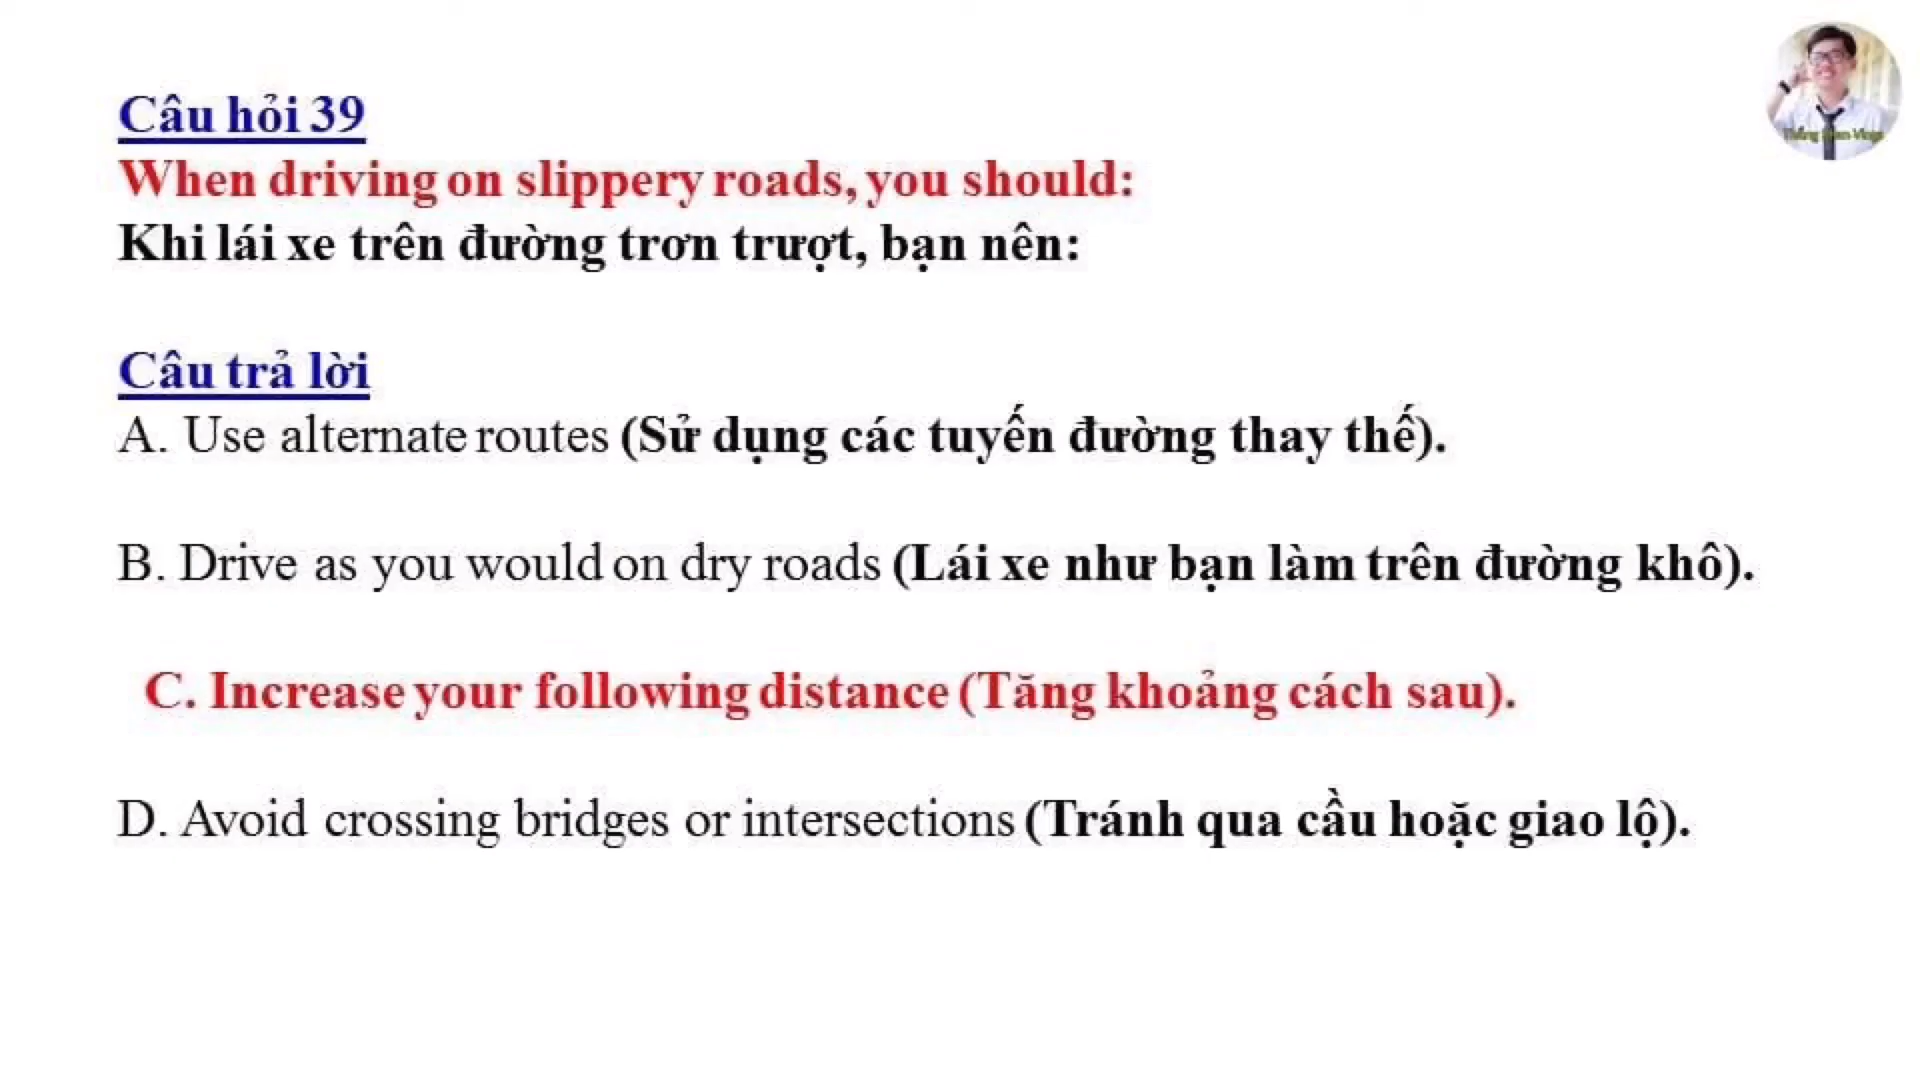 Câu hỏi 39
When driving on slippery roads, you should:
Khi lái xe trên đường trơn trượt, bạn nên:
Câu trả lời
A. Use alternate routes (Sử dụng các tuyến đường thay thế).
B. Drive as you would on dry roads (Lái xe như bạn làm trên đường khô).
C. Increase your following distance (Tăng khoảng cách sau).
D. Avoid crossing bridges or intersections (Tránh qua cầu hoặc giao lộ).